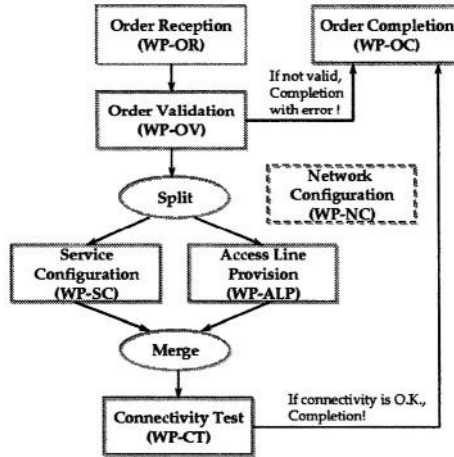 Order Reception
(WP-OR)
Order Completion
(WP-OC)
If not valid,
Completion
with error !
Order Validation
(WP-OV)
Split
Network
Configuration
(WP-NC)
Service
Configuration
(WP-SC)
Access Line
Provision
(WP-ALP)
Merge
If connectivity is O.K.,
Completion!
Connectivity Test
(WP-CT)